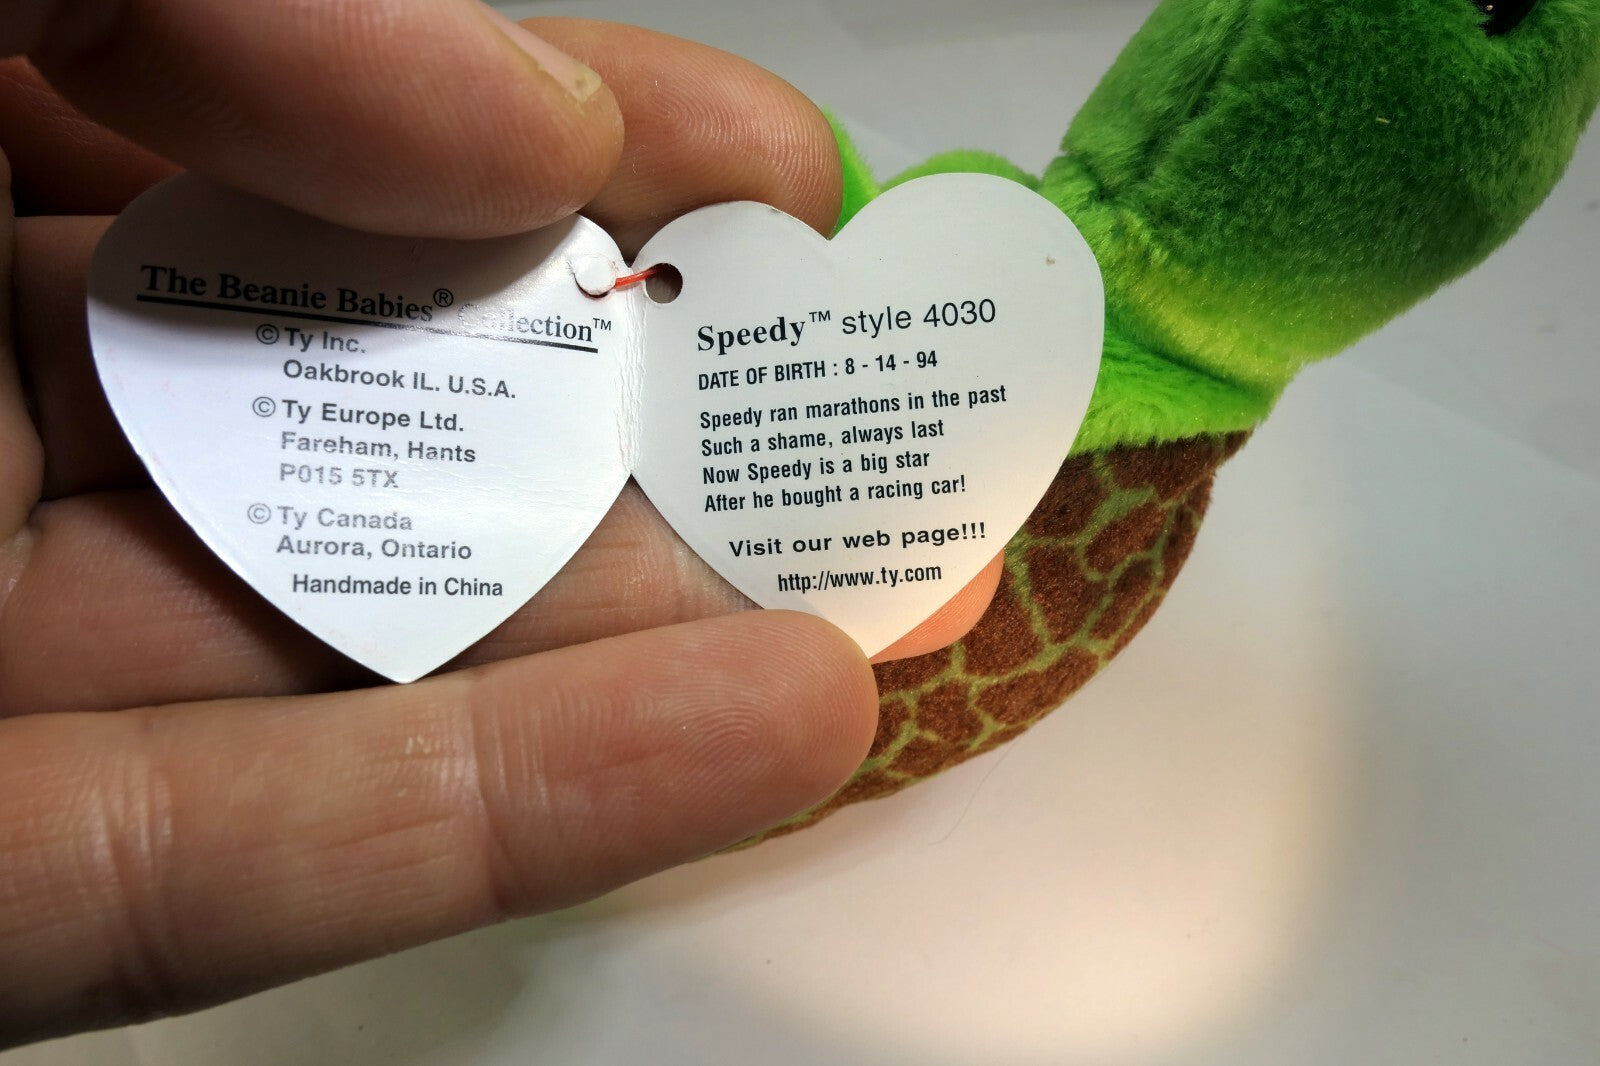 The Beanie Babies® Collection™
© Ty Inc.
Oakbrook IL. U.S.A.
© Ty Europe Ltd.
Fareham, Hants
P015 5TX
© Ty Canada
Aurora, Ontario
Handmade in China
Speedy™ style 4030
DATE OF BIRTH : 8 - 14 - 94
Speedy ran marathons in the past
Such a shame, always last
Now Speedy is a big star
After he bought a racing car!
Visit our web page!!!
http://www.ty.com